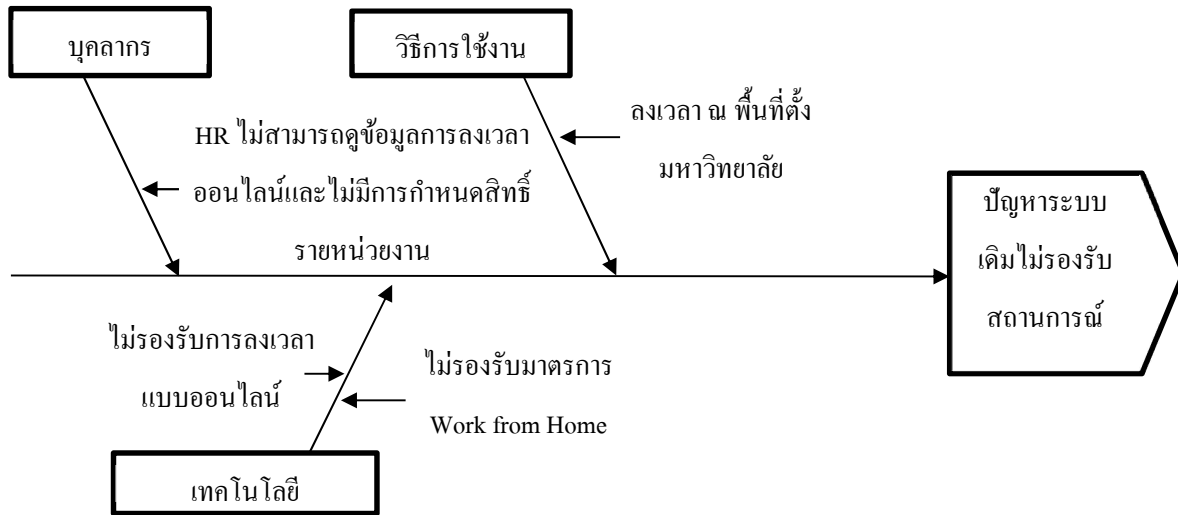 บุคลากร
วิธีการใช้งาน
HR ไม่สามารถดูข้อมูลการลงเวลา
ออนไลน์และไม่มีการกำหนดสิทธิ์
รายหน่วยงาน
ลงเวลา ณ พื้นที่ตั้ง
มหาวิทยาลัย
ปัญหาระบบ
เดิมไม่รองรับ
สถานการณ์
ไม่รองรับการลงเวลา
แบบออนไลน์
ไม่รองรับมาตรการ
Work from Home
เทคโนโลยี